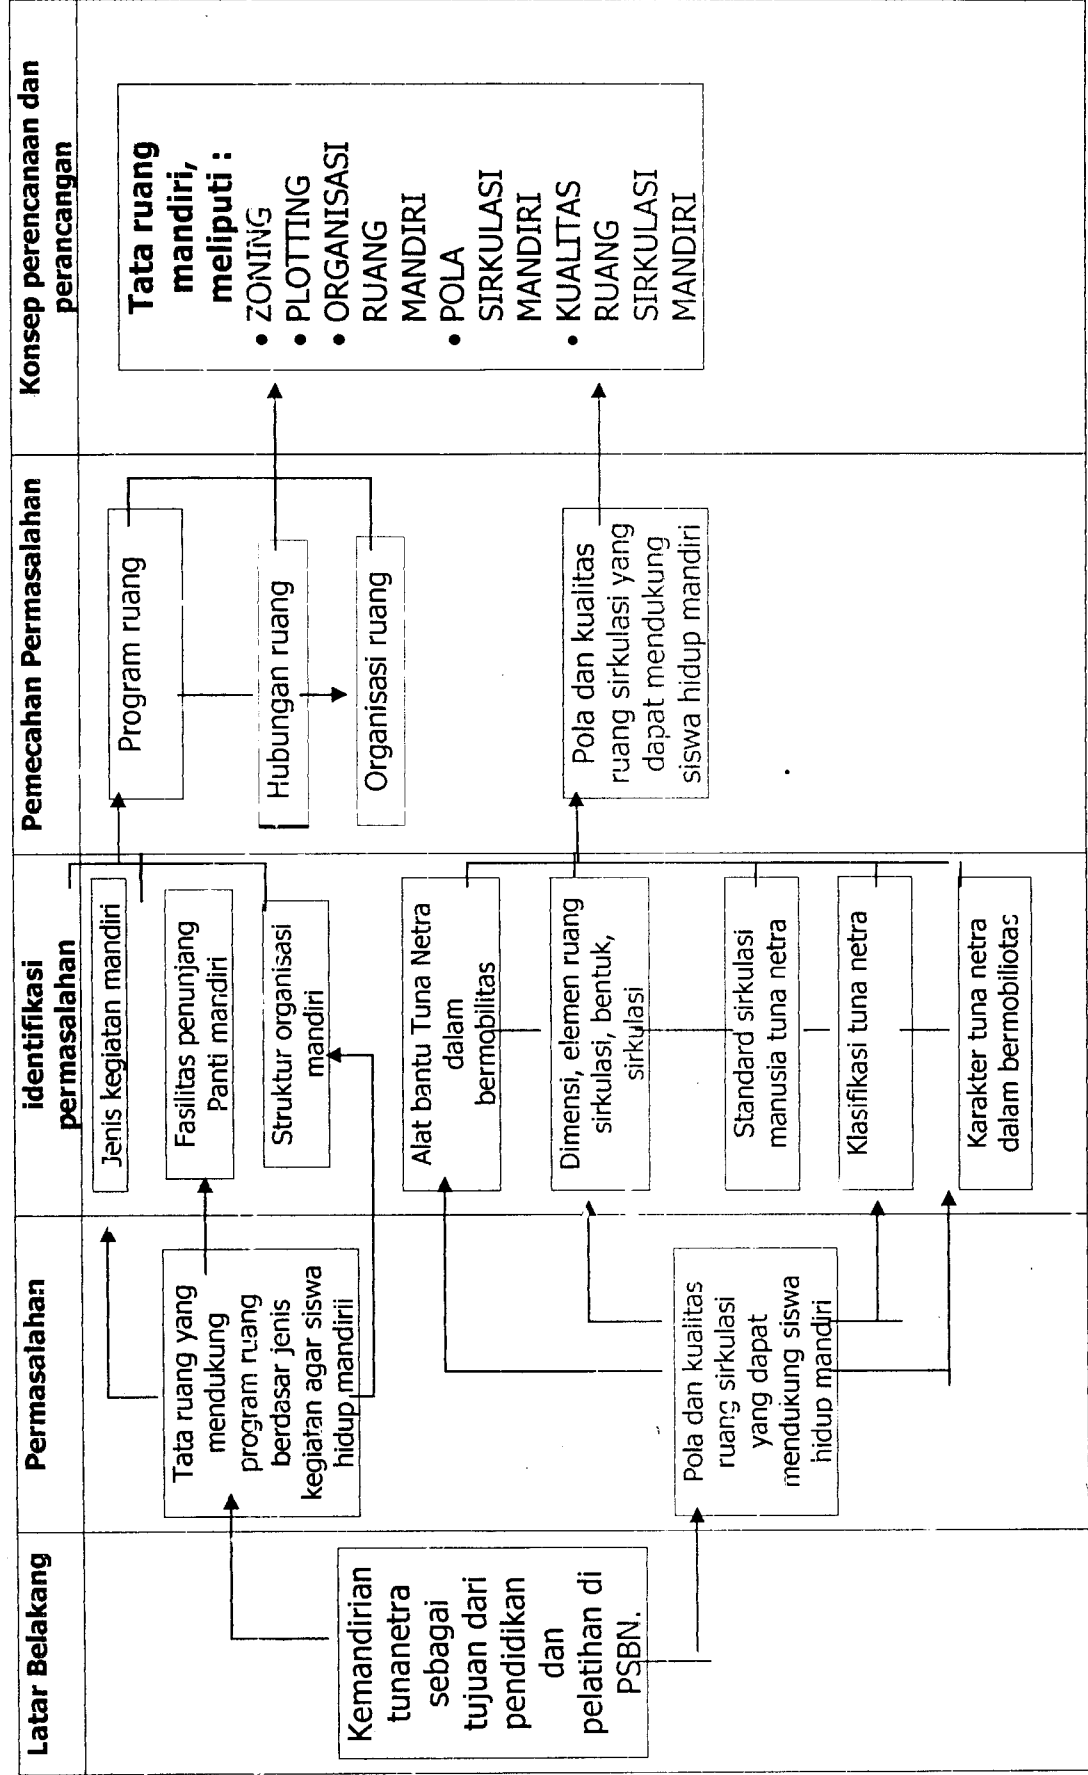 Latar Belakang
Permasalahan
identifikasi
permasalahan
Pemecahan Permasalahan
Konsep perencanaan dan
perancangan
Kemandirian
tunanetra
sebagai
tujuan dari
pendidikan
dan
pelatihan di
PSBN.
Tata ruang yang
mendukung
program ruang
berdasar jenis
kegiatan agar siswa
hidup mandirii
Pola dan kualitas
ruang sirkulasi
yang dapat
mendukung siswa
hidup mandiri
Jenis kegiatan mandiri
Fasilitas penunjang
Panti mandiri
Struktur organisasi
mandiri
Alat bantu Tuna Netra
dalam
bermobilitas
Dimensi, elemen ruang
sirkulasi, bentuk,
sirkulasi
Standard sirkulasi
manusia tuna netra
Klasifikasi tuna netra
Karakter tuna netra
dalam bermobiliotas
Program ruang
Hubungan ruang
Organisasi ruang
Pola dan kualitas
ruang sirkulasi yang
dapat mendukung
siswa hidup mandiri
Tata ruang
mandiri,
meliputi :
• ZONING
• PLOTTING
• ORGANISASI
RUANG
MANDIRI
• POLA
SIRKULASI
MANDIRI
• KUALITAS
RUANG
SIRKULASI
MANDIRI